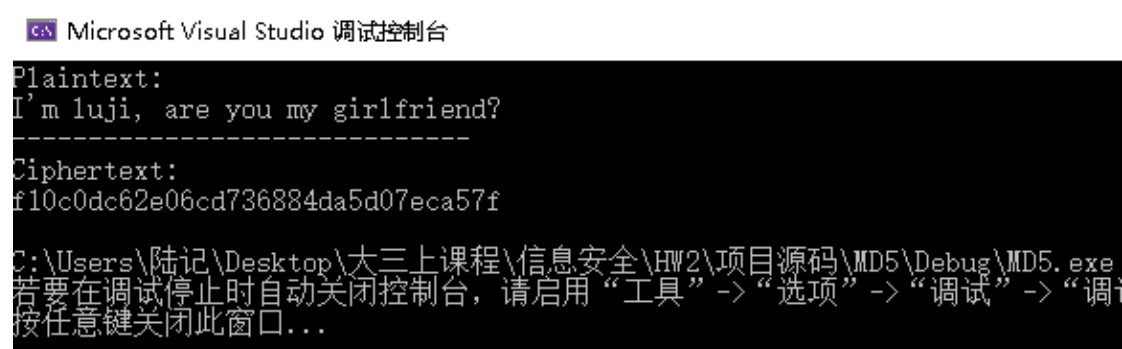 Microsoft Visual Studio 调试控制台
Plaintext:
I'm luji, are you my girlfriend?
------------------------------
Ciphertext:
f10c0dc62e06cd736884da5d07eca57f
C:\Users\陆记\Desktop\大三上课程\信息安全\HW2\项目源码\MD5\Debug\MD5.exe
若要在调试停止时自动关闭控制台，请启用“工具”->“选项”->“调试”->“调
按任意键关闭此窗口...